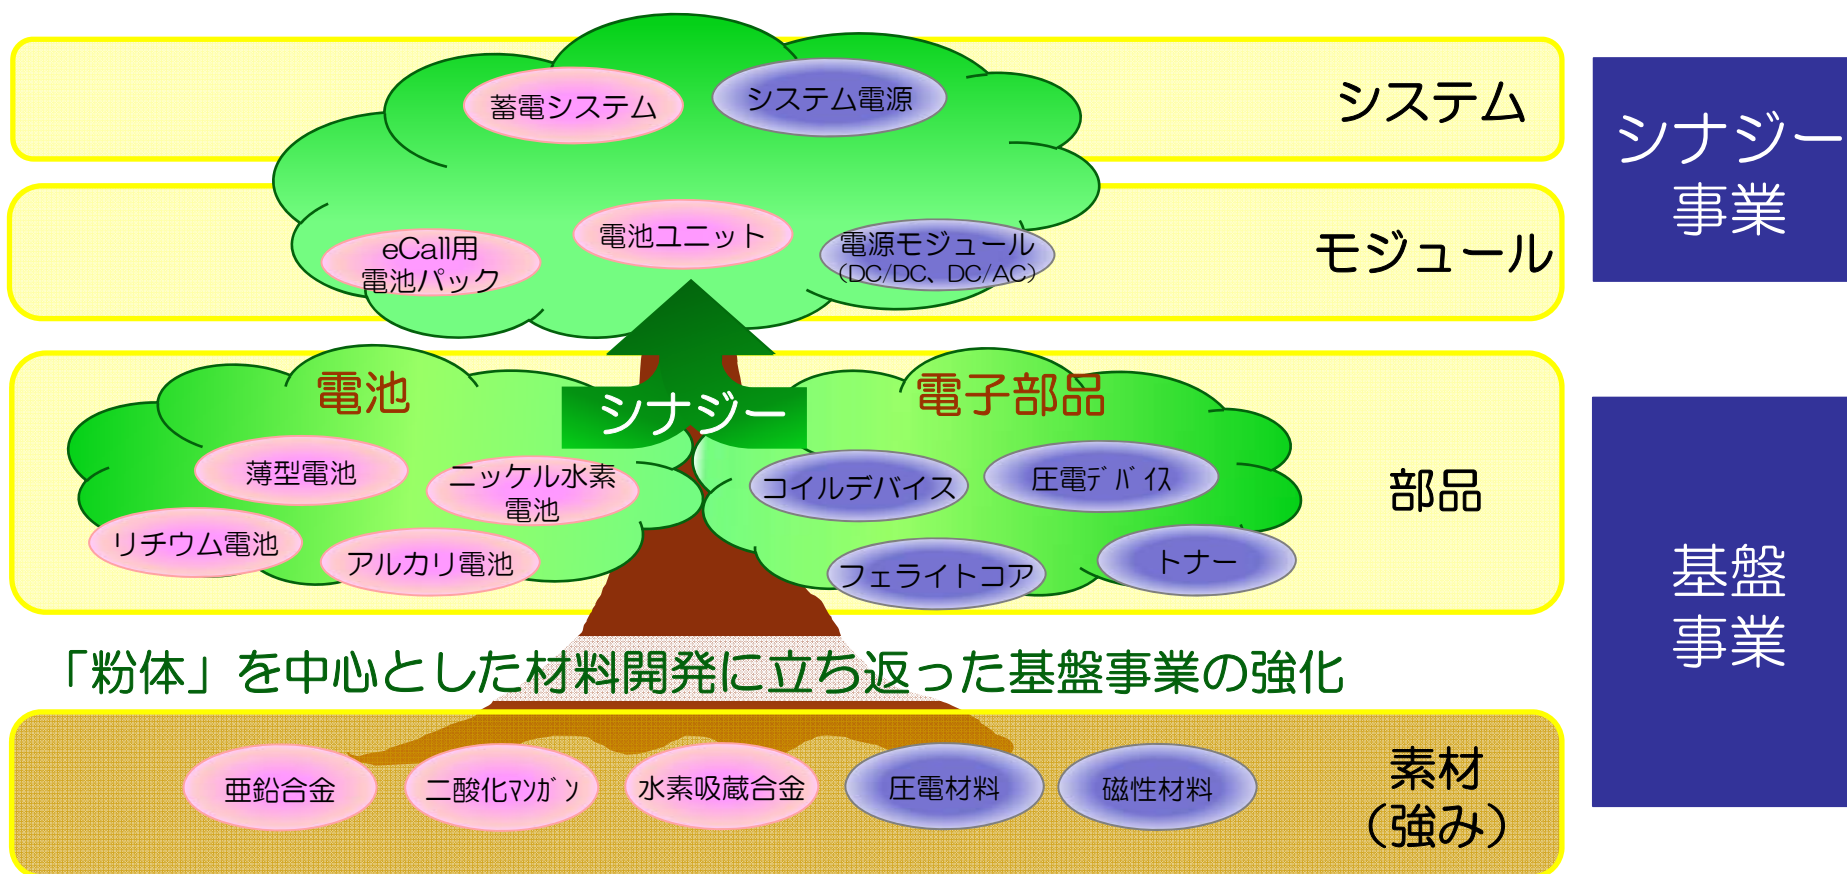 蓄電システム
システム電源
システム
シナジー
事業
eCall用
電池パック
電池ユニット
電源モジュール
(DC/DC、DC/AC)
モジュール
シナジー
電池
薄型電池
ニッケル水素
電池
リチウム電池
アルカリ電池
電子部品
コイルデバイス
圧電ﾃﾞﾊﾞｲｽ
フェライトコア
トナー
部品
基盤
事業
「粉体」を中心とした材料開発に立ち返った基盤事業の強化
亜鉛合金
二酸化ﾏﾝｶﾞﾝ
水素吸蔵合金
圧電材料
磁性材料
素材
（強み）